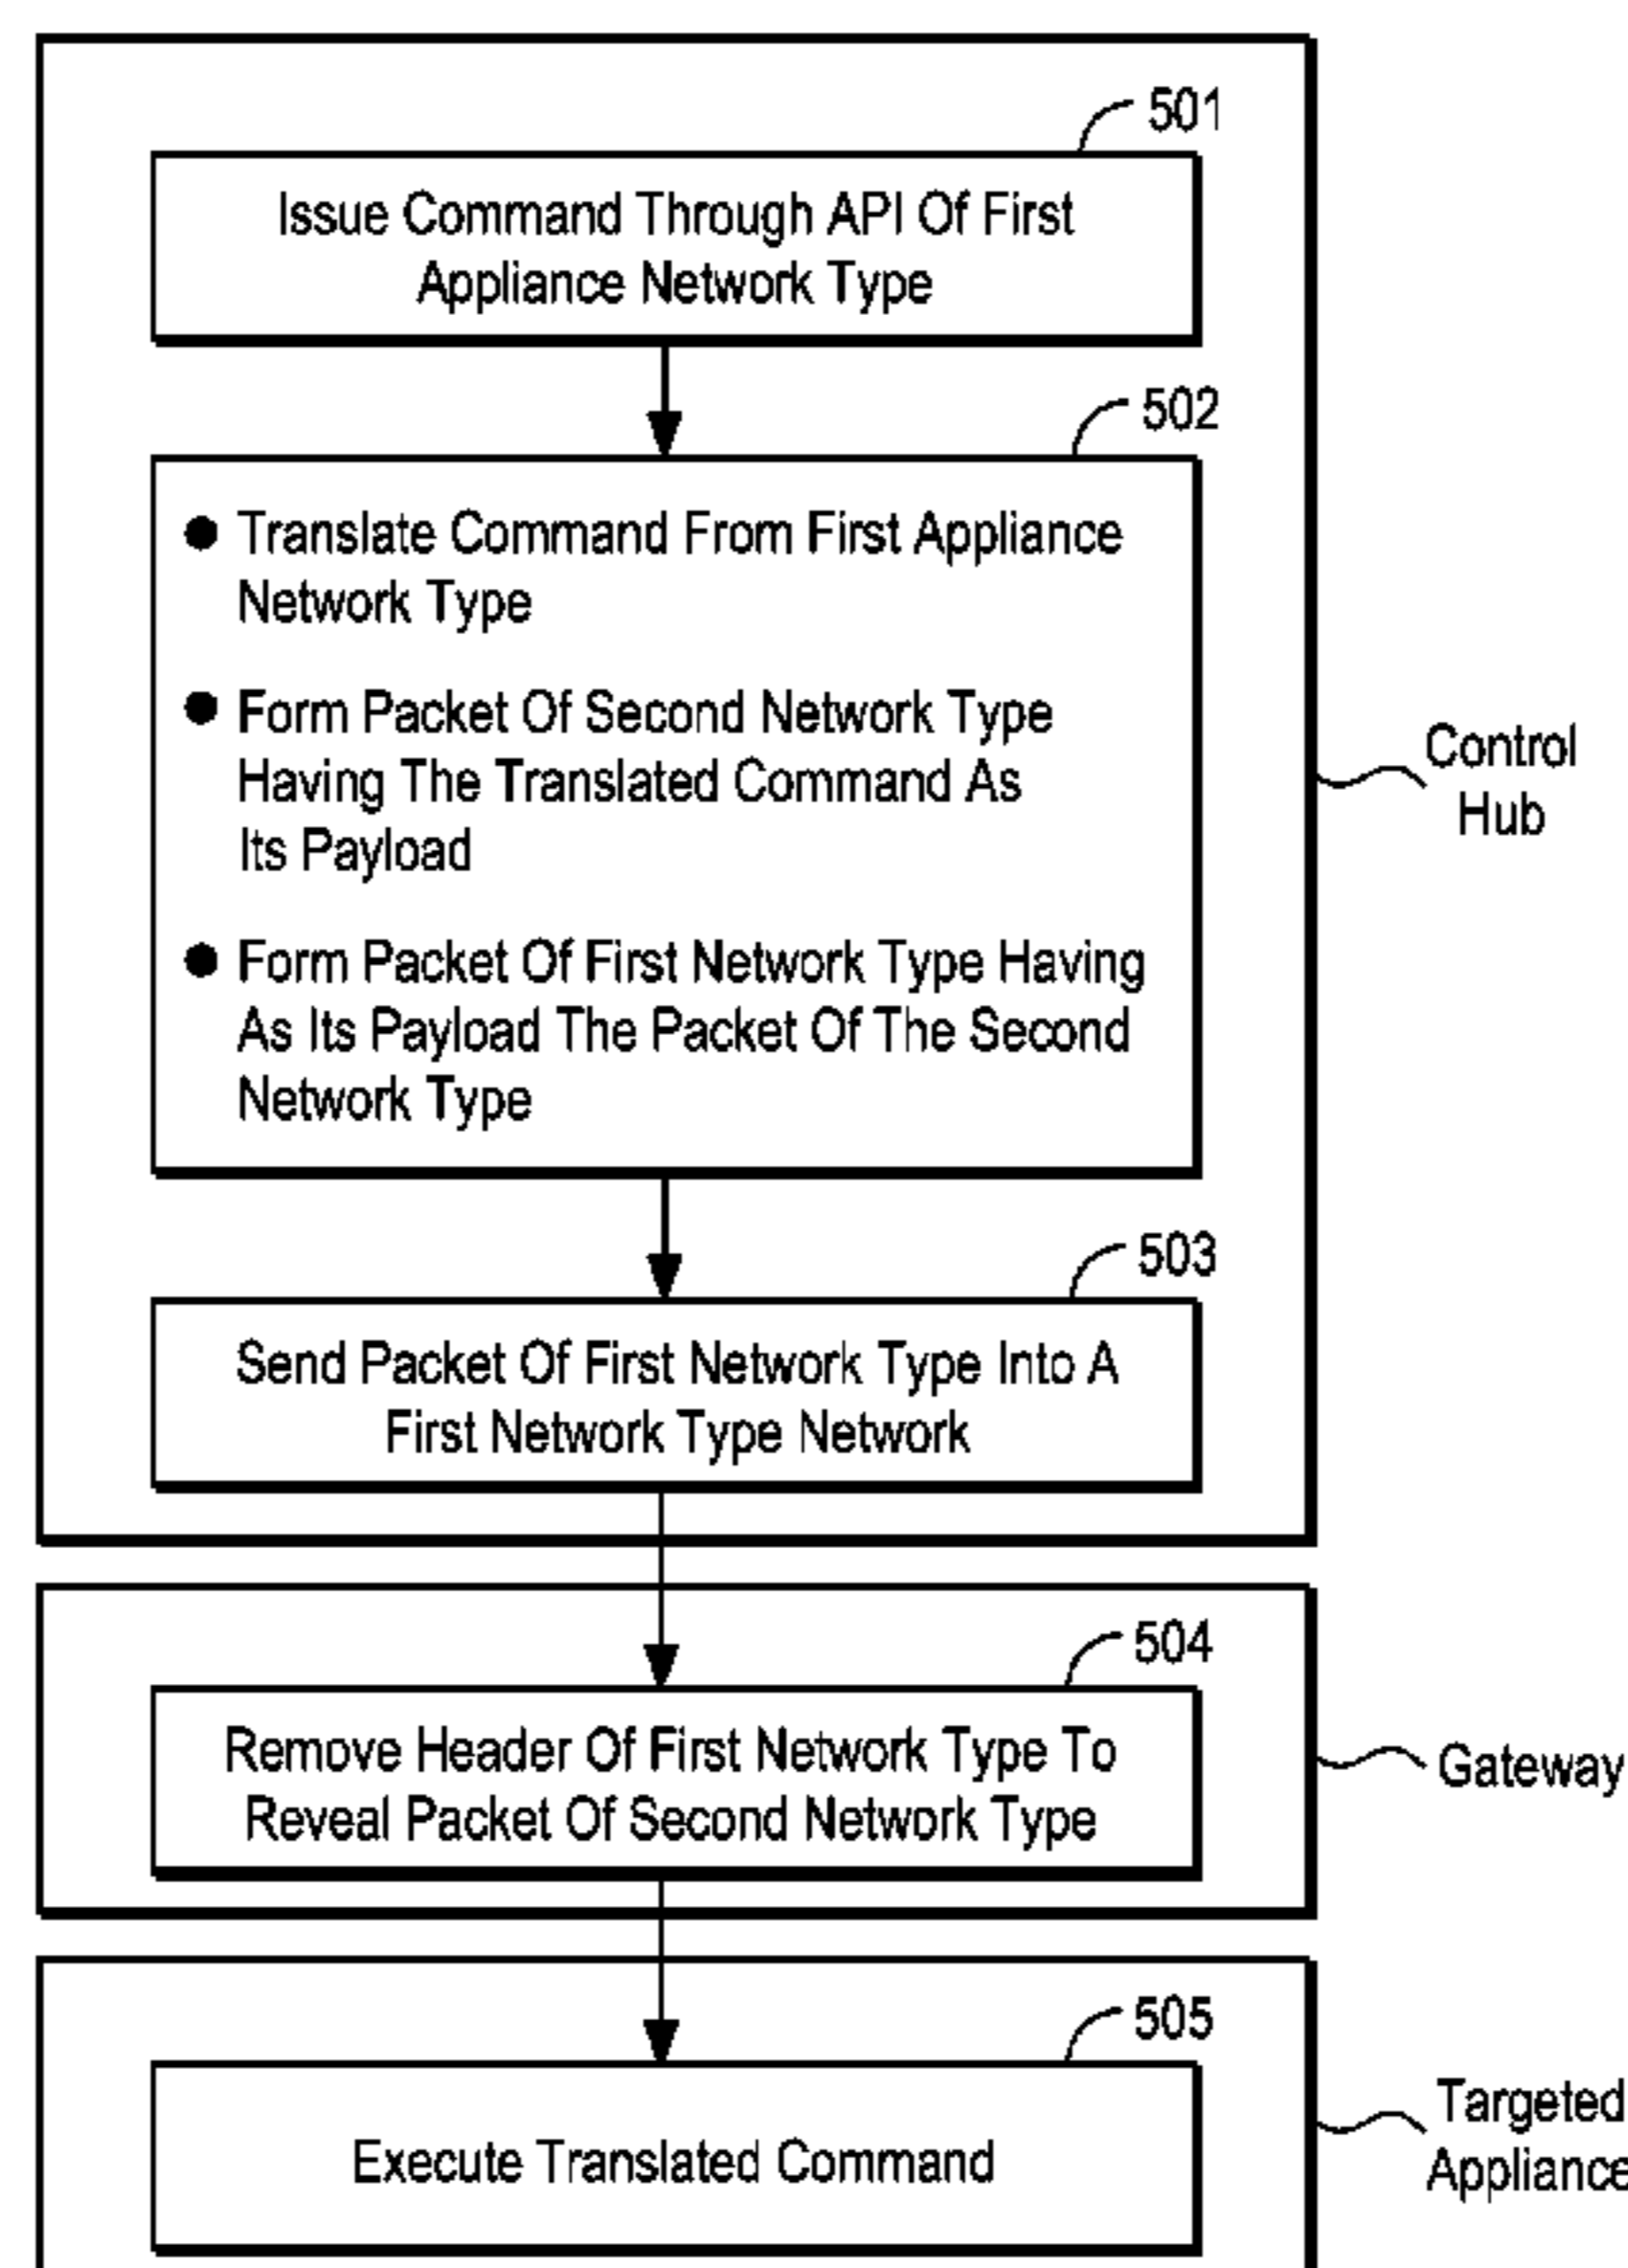 501
Issue Command Through API Of First
Appliance Network Type
502
● Translate Command From First Appliance
Network Type
● Form Packet Of Second Network Type
Having The Translated Command As
Its Payload
● Form Packet Of First Network Type Having
As Its Payload The Packet Of The Second
Network Type
Control
Hub
503
Send Packet Of First Network Type Into A
First Network Type Network
504
Remove Header Of First Network Type To
Reveal Packet Of Second Network Type
Gateway
505
Execute Translated Command
Targeted
Appliance